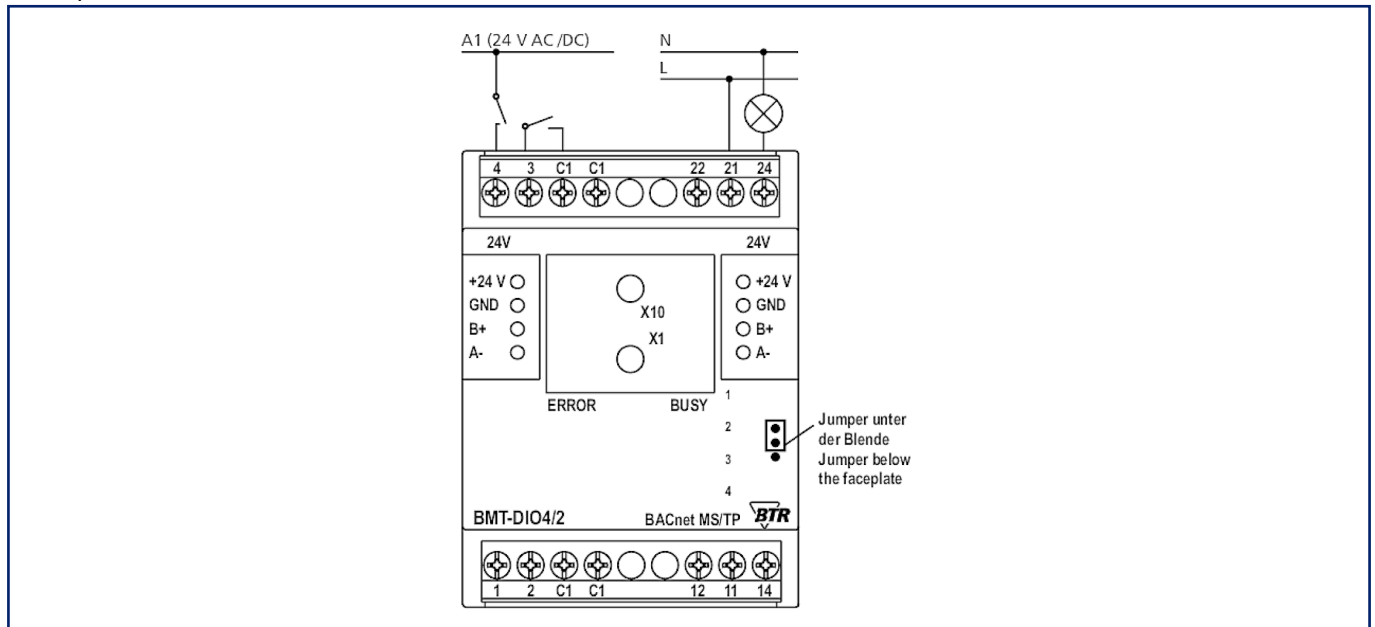 A1 (24 V AC /DC)
N
L
4 3 C1 C1 22 21 24
24V 24V
+24 V +24 V
GND GND
B+ B+
A- A-
X10
X1
ERROR BUSY
1
2
3
4
Jumper unter
der Blende
Jumper below
the faceplate
BMT-DIO4/2 BACnet MS/TP BTR
1 2 C1 C1 12 11 14